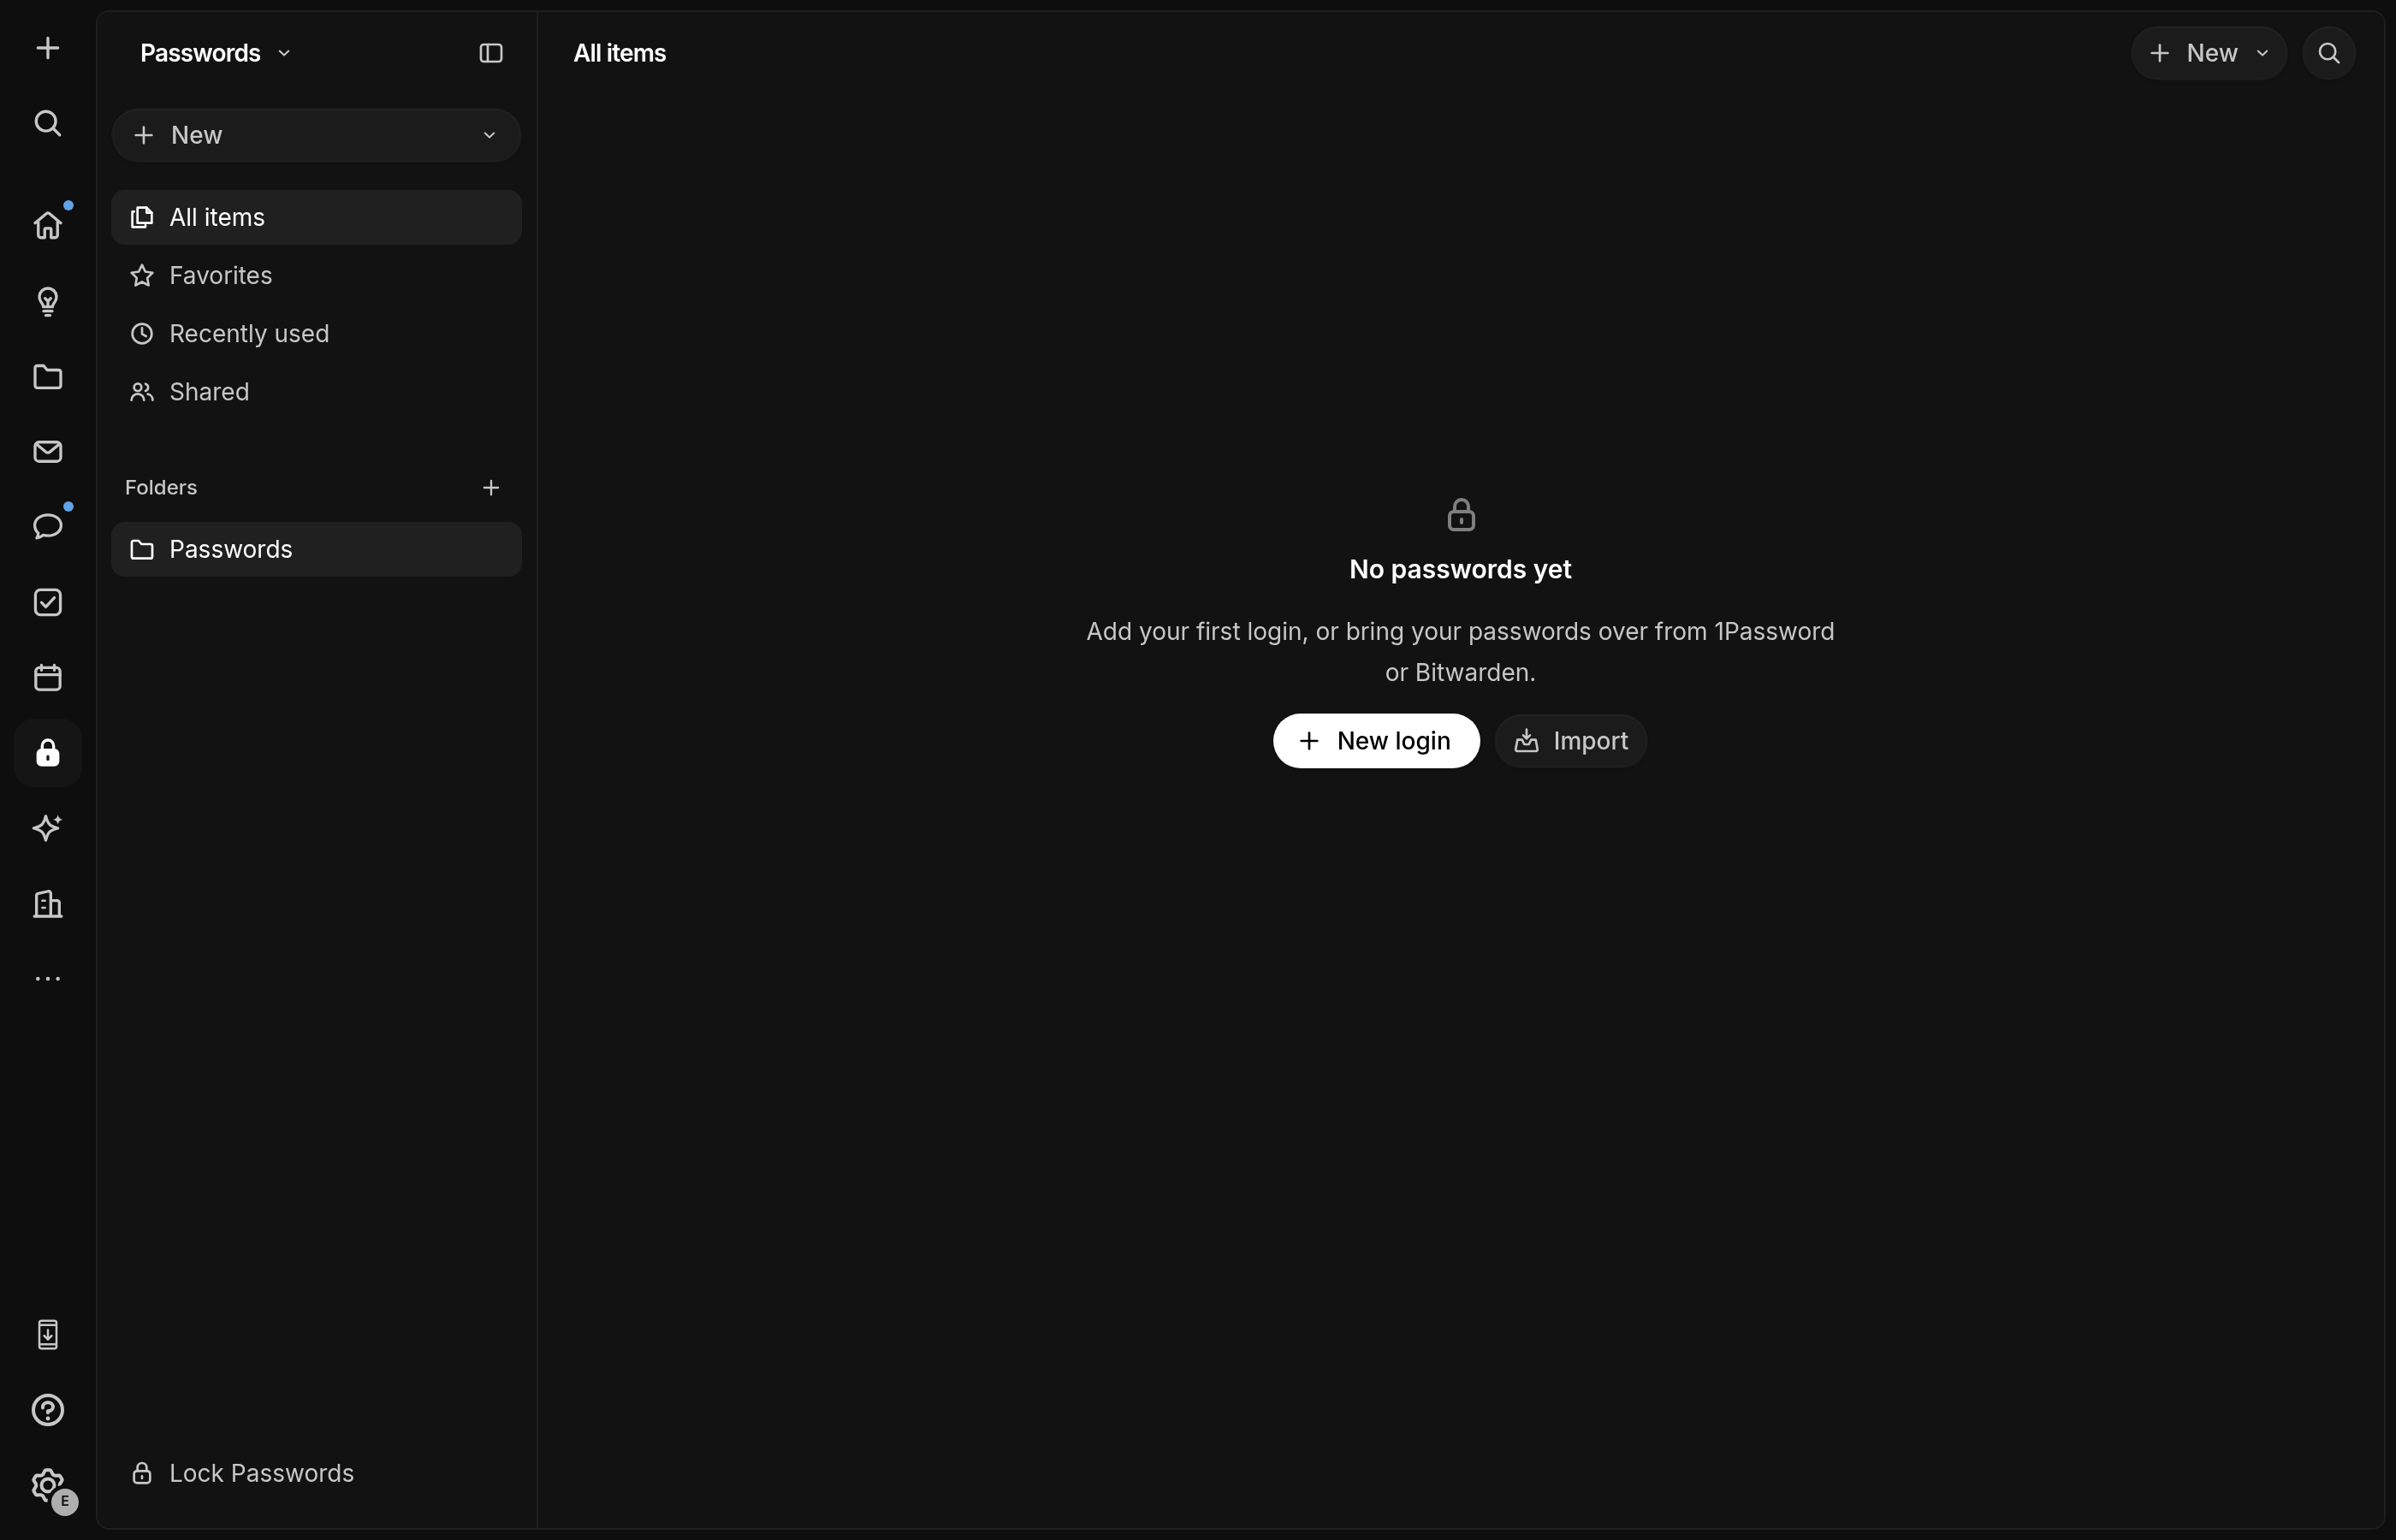 Passwords
All items
New
New
All items
Favorites
Recently used
Shared
Folders
Passwords
No passwords yet
Add your first login, or bring your passwords over from 1Password
or Bitwarden.
New login
Import
Lock Passwords
E